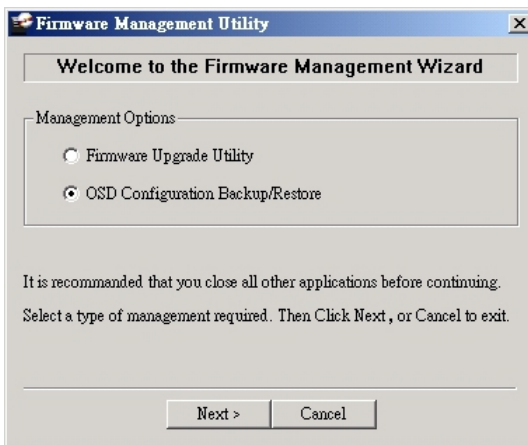 Firmware Management Utility
Welcome to the Firmware Management Wizard
Management Options
Firmware Upgrade Utility
OSD Configuration Backup/Restore
It is recommanded that you close all other applications before continuing.
Select a type of management required. Then Click Next , or Cancel to exit.
Next >
Cancel